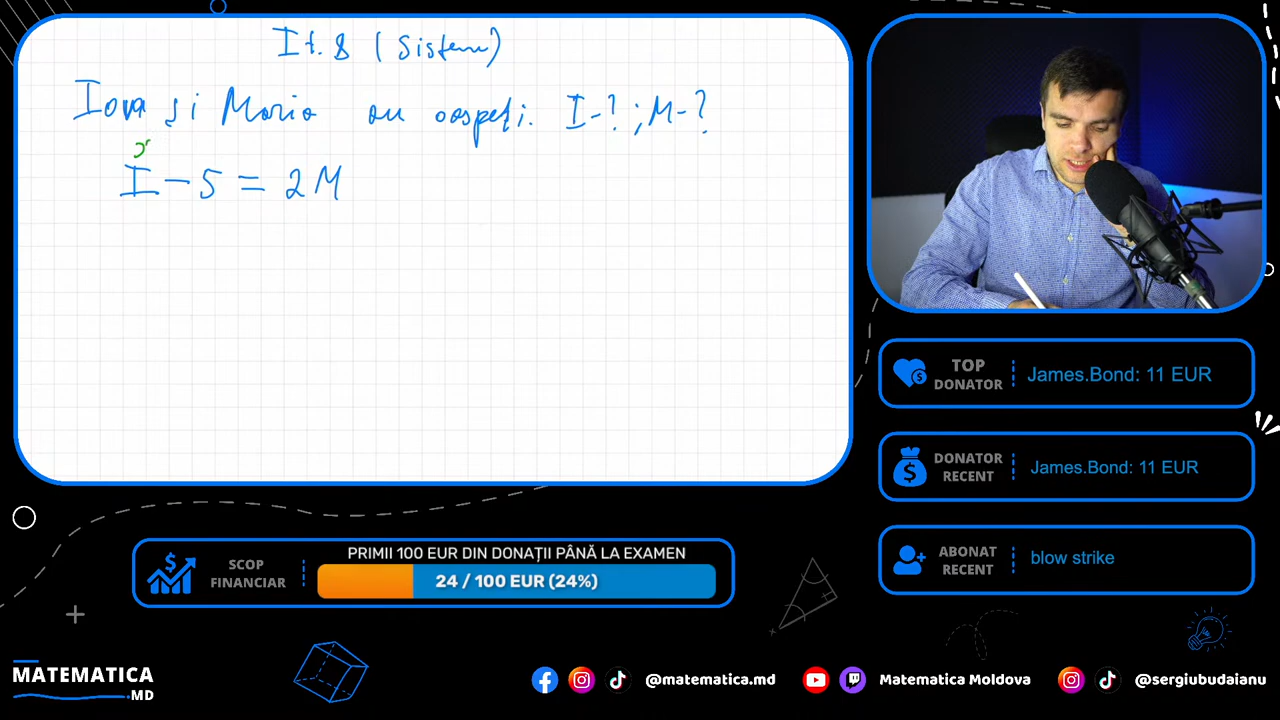 It. 8 (Sistem)
Iova și Maria au oaspeți. I-? ; M-?
x
I - 5 = 2M
TOP DONATOR
James.Bond: 11 EUR
DONATOR RECENT
James.Bond: 11 EUR
ABONAT RECENT
blow strike
SCOP FINANCIAR
PRIMII 100 EUR DIN DONAȚII PÂNĂ LA EXAMEN
24 / 100 EUR (24%)
MATEMATICA
.MD
@matematica.md
Matematica Moldova
@sergiubudaianu